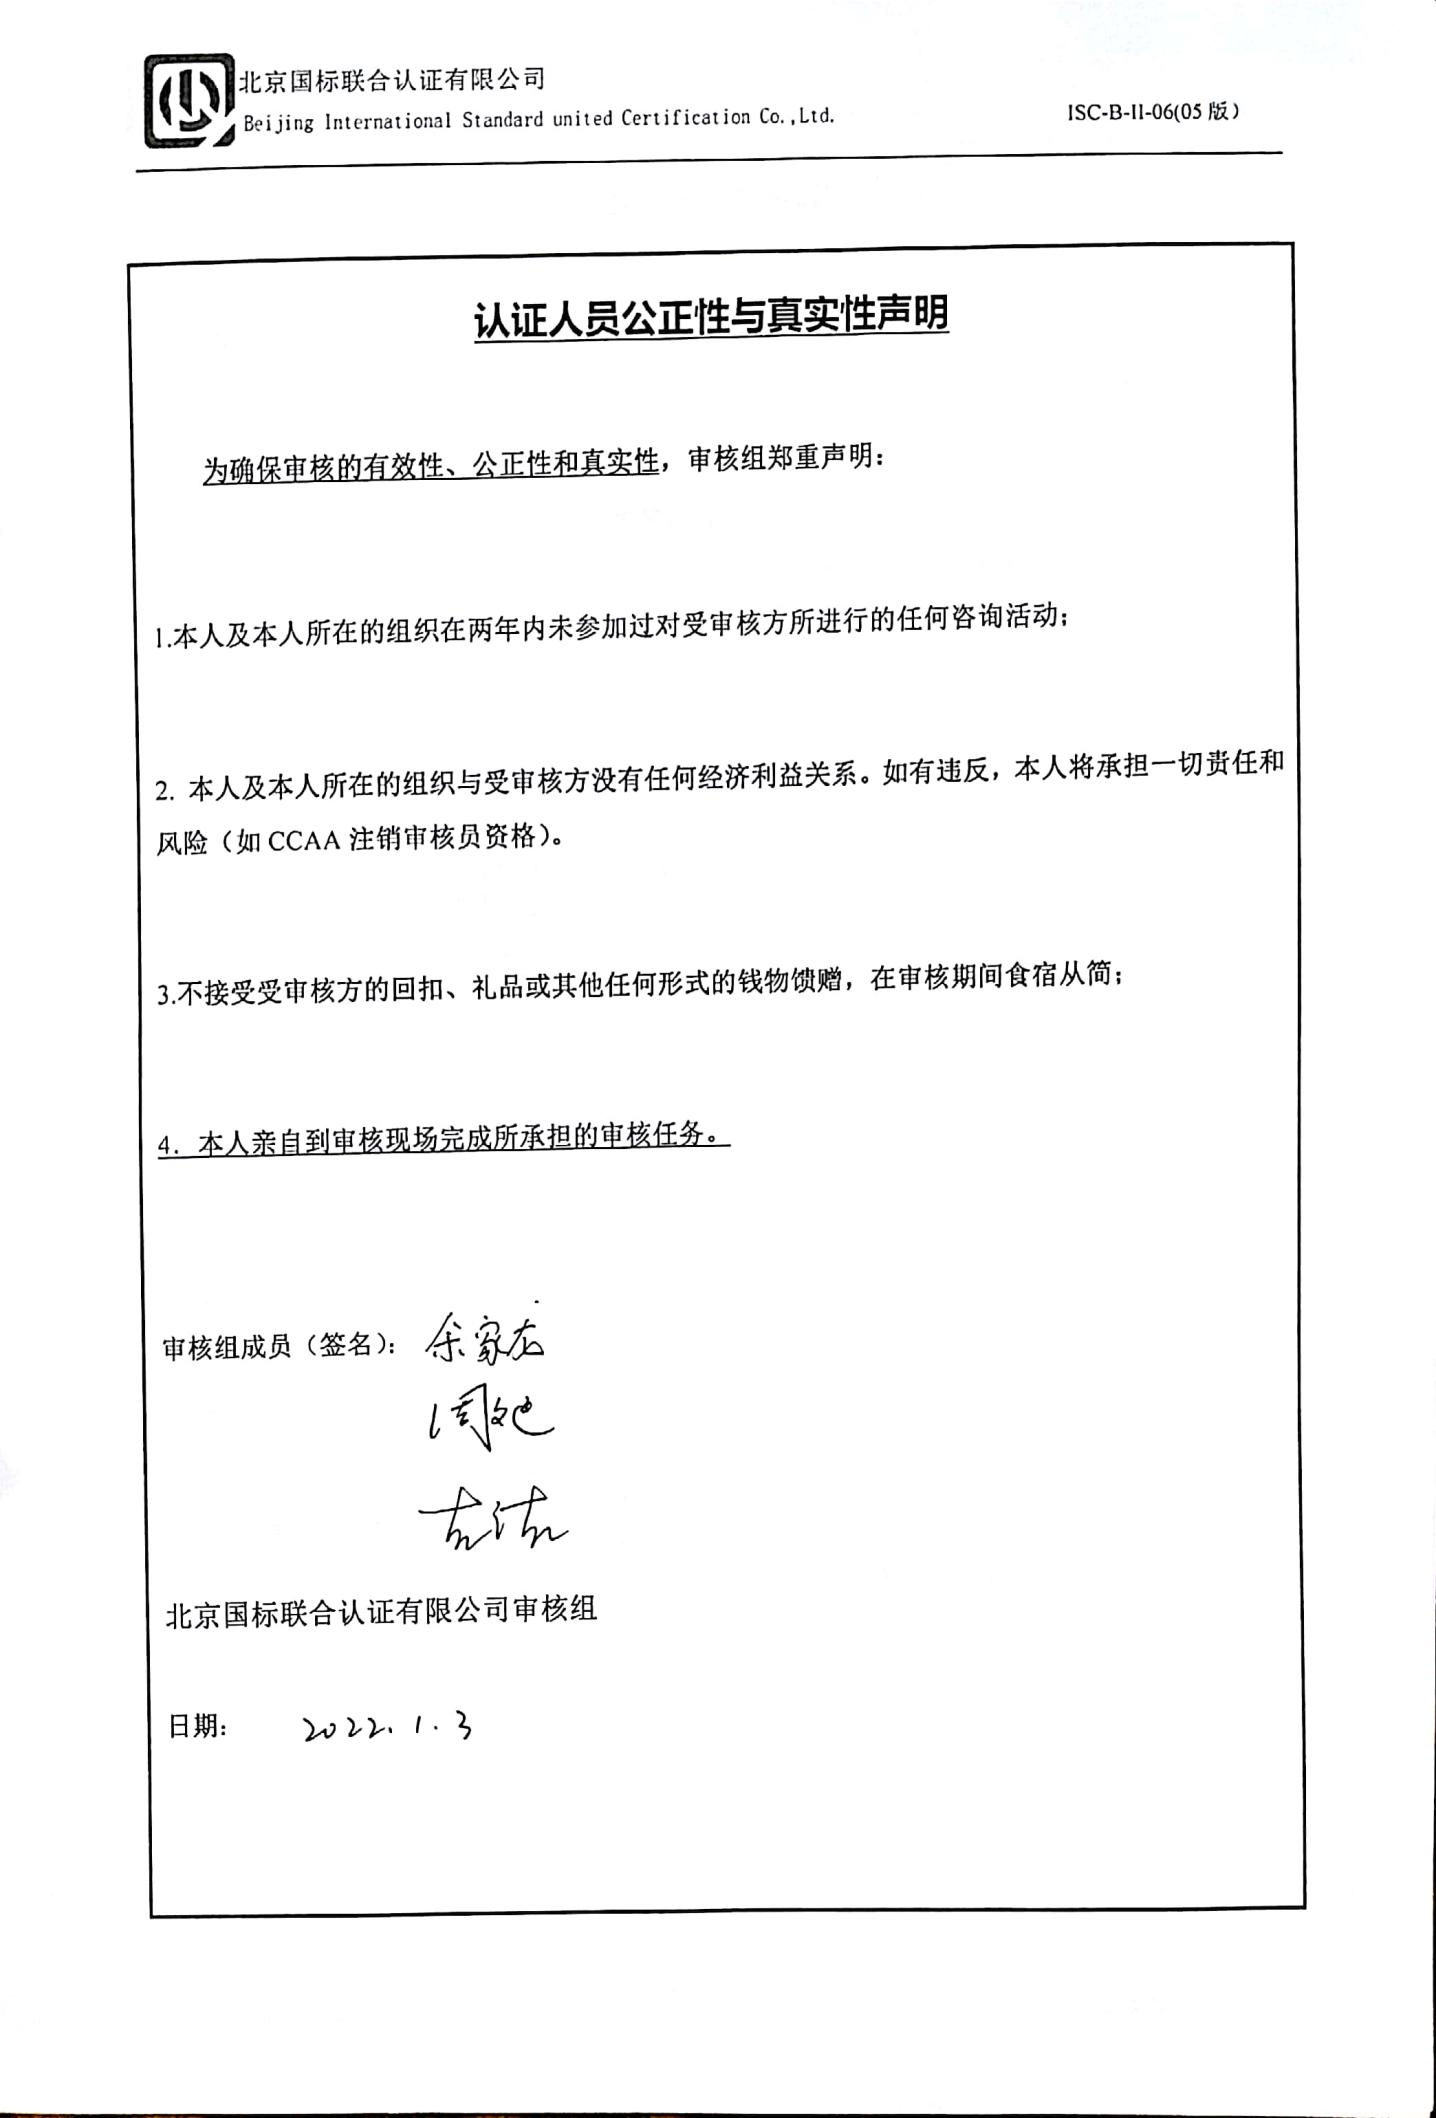 北京国标联合认证有限公司
Beijing International Standard united Certification Co.,Ltd.
ISC-B-II-06(05版）
认证人员公正性与真实性声明
为确保审核的有效性、公正性和真实性，审核组郑重声明：
1.本人及本人所在的组织在两年内未参加过对受审核方所进行的任何咨询活动；
2. 本人及本人所在的组织与受审核方没有任何经济利益关系。如有违反，本人将承担一切责任和
风险（如 CCAA 注销审核员资格）。
3.不接受受审核方的回扣、礼品或其他任何形式的钱物馈赠，在审核期间食宿从简；
4. 本人亲自到审核现场完成所承担的审核任务。
审核组成员（签名）： 余家龙
北京国标联合认证有限公司审核组
日期： 2022.1.3